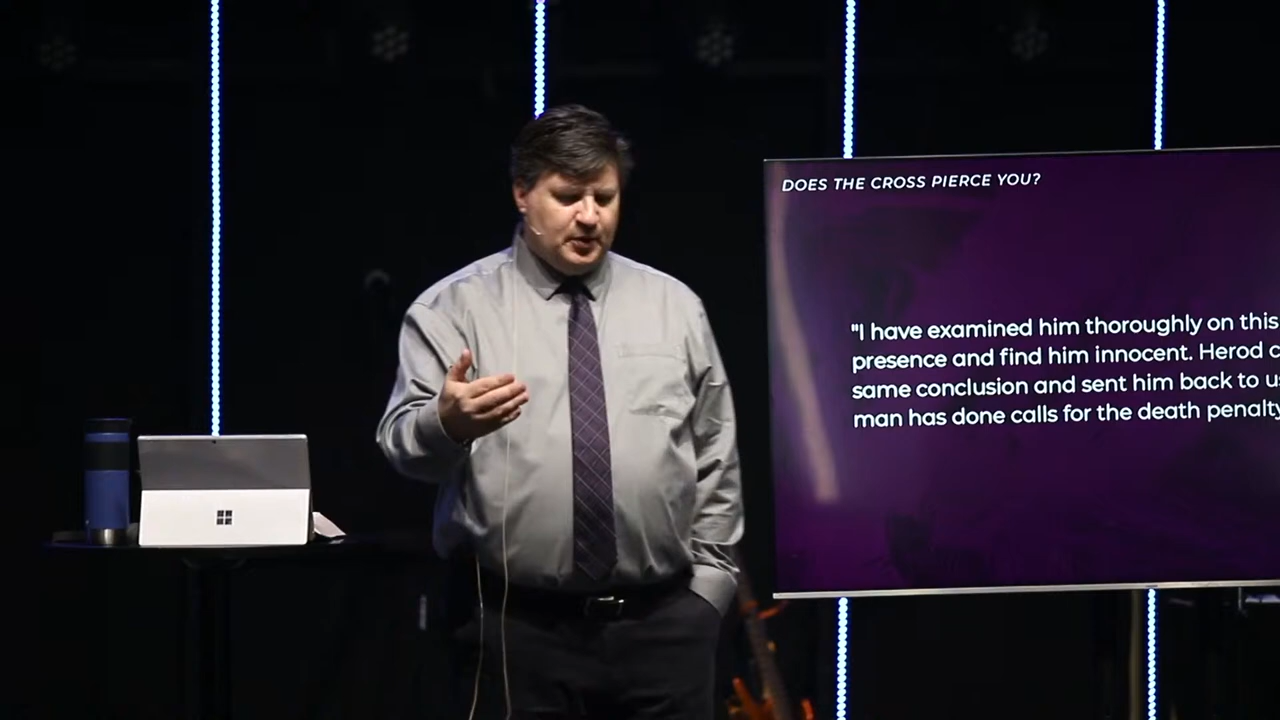 DOES THE CROSS PIERCE YOU?
"I have examined him thoroughly on this
presence and find him innocent. Herod
same conclusion and sent him back to
man has done calls for the death penalty